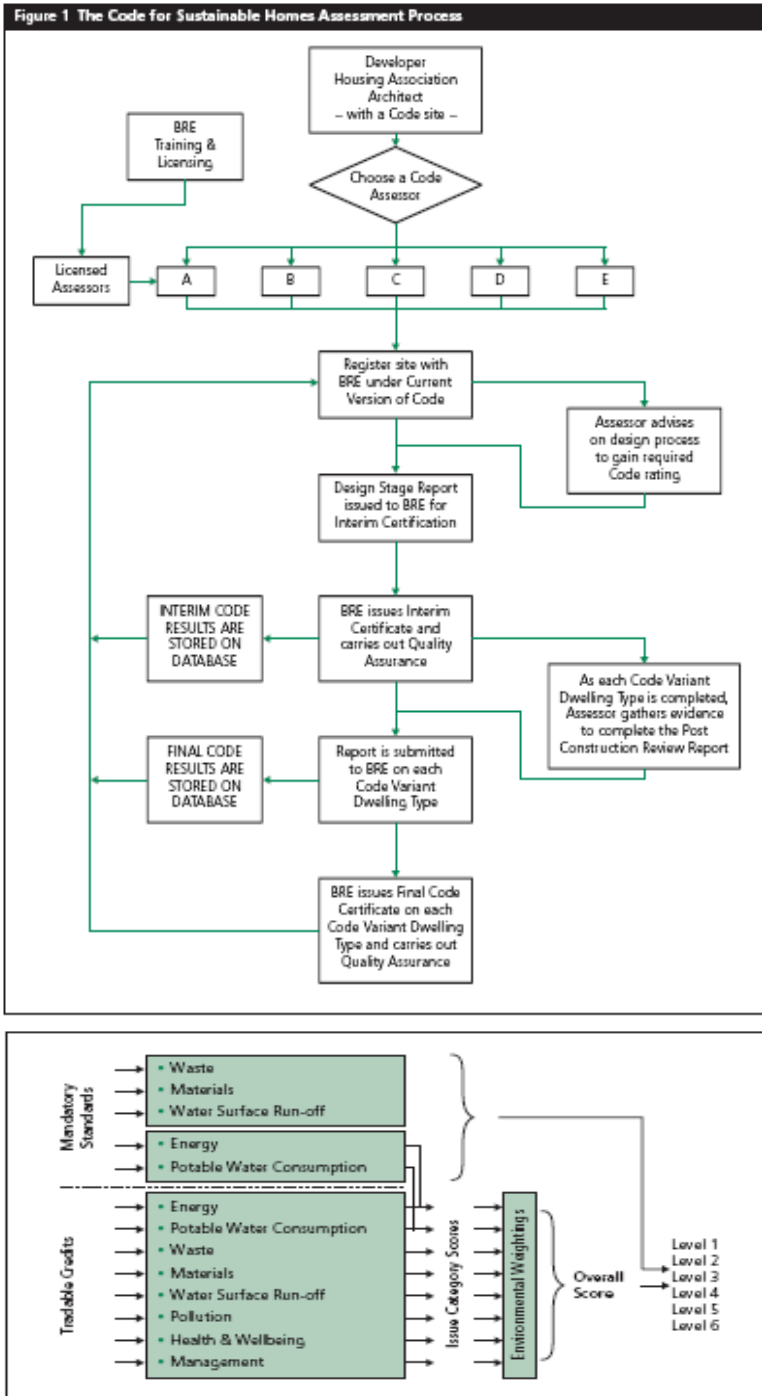 Figure 1 The Code for Sustainable Homes Assessment Process
Developer
Housing Association
Architect
– with a Code site –
BRE
Training &
Licensing
Choose a Code
Assessor
Licensed
Assessors
A
B
C
D
E
Register site with
BRE under Current
Version of Code
Assessor advises
on design process
to gain required
Code rating
Design Stage Report
issued to BRE for
Interim Certification
INTERIM CODE
RESULTS ARE
STORED ON
DATABASE
BRE issues Interim
Certificate and
carries out Quality
Assurance
As each Code Variant
Dwelling Type is completed,
Assessor gathers evidence
to complete the Post
Construction Review Report
FINAL CODE
RESULTS ARE
STORED ON
DATABASE
Report is submitted
to BRE on each
Code Variant
Dwelling Type
BRE issues Final Code
Certificate on each
Code Variant Dwelling
Type and carries out
Quality Assurance
Mandatory
Standards
• Waste
• Materials
• Water Surface Run-off
• Energy
• Potable Water Consumption
Tradable Credits
• Energy
• Potable Water Consumption
• Waste
• Materials
• Water Surface Run-off
• Pollution
• Health & Wellbeing
• Management
Issue Category Scores
Environmental Weightings
Overall
Score
Level 1
Level 2
Level 3
Level 4
Level 5
Level 6